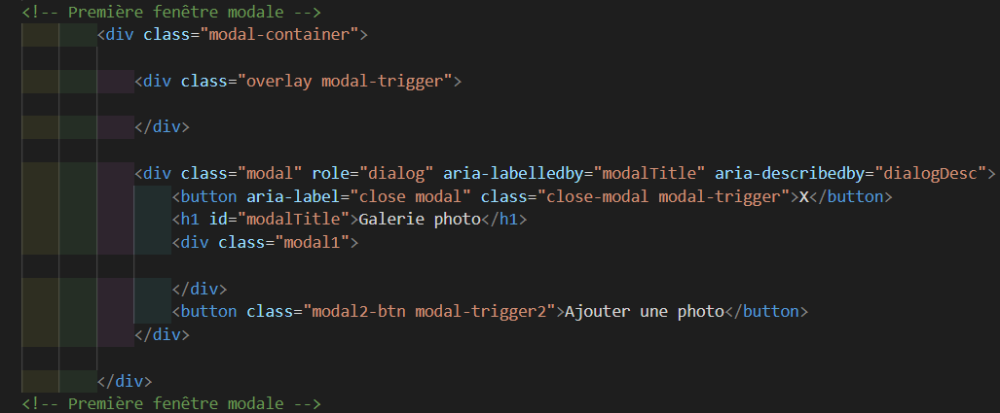 <!-- Première fenêtre modale -->
<div class="modal-container">
<div class="overlay modal-trigger">
</div>
<div class="modal" role="dialog" aria-labelledby="modalTitle" aria-describedby="dialogDesc">
<button aria-label="close modal" class="close-modal modal-trigger">X</button>
<h1 id="modalTitle">Galerie photo</h1>
<div class="modal1">
</div>
<button class="modal2-btn modal-trigger2">Ajouter une photo</button>
</div>
</div>
<!-- Première fenêtre modale -->